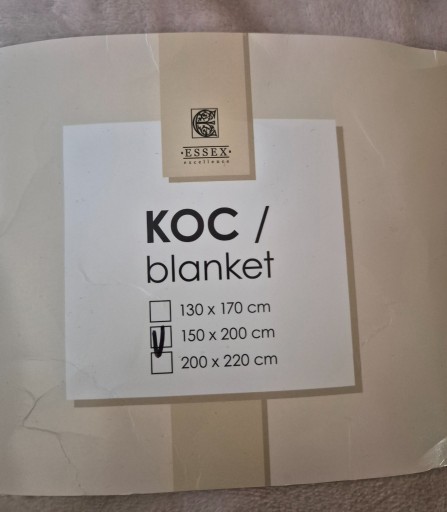 •ESSEX•
excellence
KOC /
blanket
130 x 170 cm
150 x 200 cm
200 x 220 cm